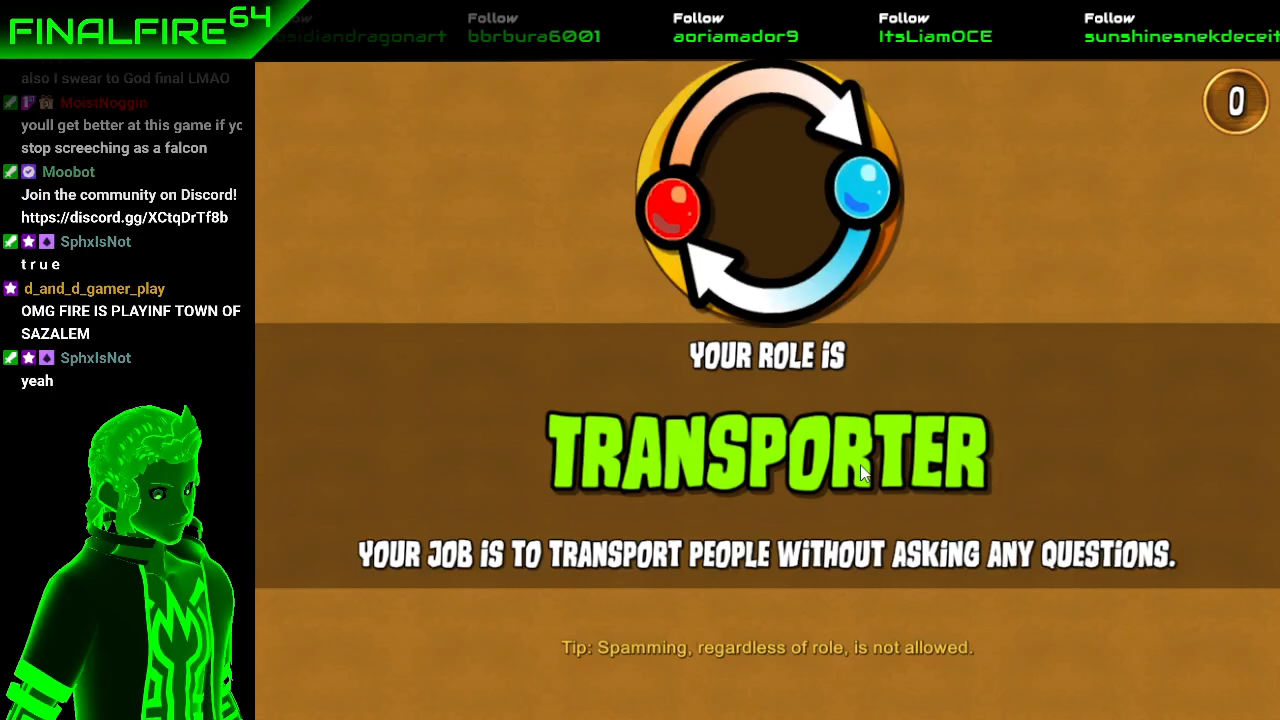 FINALFIRE64
Follow
Follow
Follow
Follow
bbrbura6001
aoriamador9
ItsLiamOCE
sunshinesnekdeceit
also I swear to God final LMAO
MoistNoggin
youll get better at this game if yo
stop screeching as a falcon
Moobot
Join the community on Discord!
https://discord.gg/XCtqDrTf8b
SphxIsNot
t r u e
d_and_d_gamer_play
OMG FIRE IS PLAYINF TOWN OF
SAZALEM
SphxIsNot
yeah
0
YOUR ROLE IS
TRANSPORTER
YOUR JOB IS TO TRANSPORT PEOPLE WITHOUT ASKING ANY QUESTIONS.
Tip: Spamming, regardless of role, is not allowed.